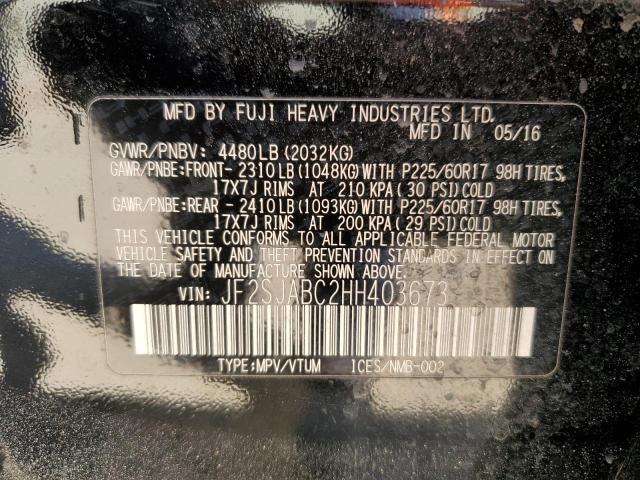 MFD BY FUJI HEAVY INDUSTRIES LTD.
MFD IN 05/16
GVWR/PNBV: 4480LB (2032KG)
GAWR/PNBE:FRONT- 2310LB (1048KG) WITH P225/60R17 98H TIRES,
17X7J RIMS AT 210 KPA ( 30 PSI) COLD
GAWR/PNBE:REAR - 2410LB (1093KG) WITH P225/60R17 98H TIRES,
17X7J RIMS AT 200 KPA ( 29 PSI) COLD
THIS VEHICLE CONFORMS TO ALL APPLICABLE FEDERAL MOTOR
VEHICLE SAFETY AND THEFT PREVENTION STANDARDS IN EFFECT ON
THE DATE OF MANUFACTURE SHOWN ABOVE.
VIN: JF2SJABC2HH403673
TYPE:MPV/VTUM ICES/NMB-002